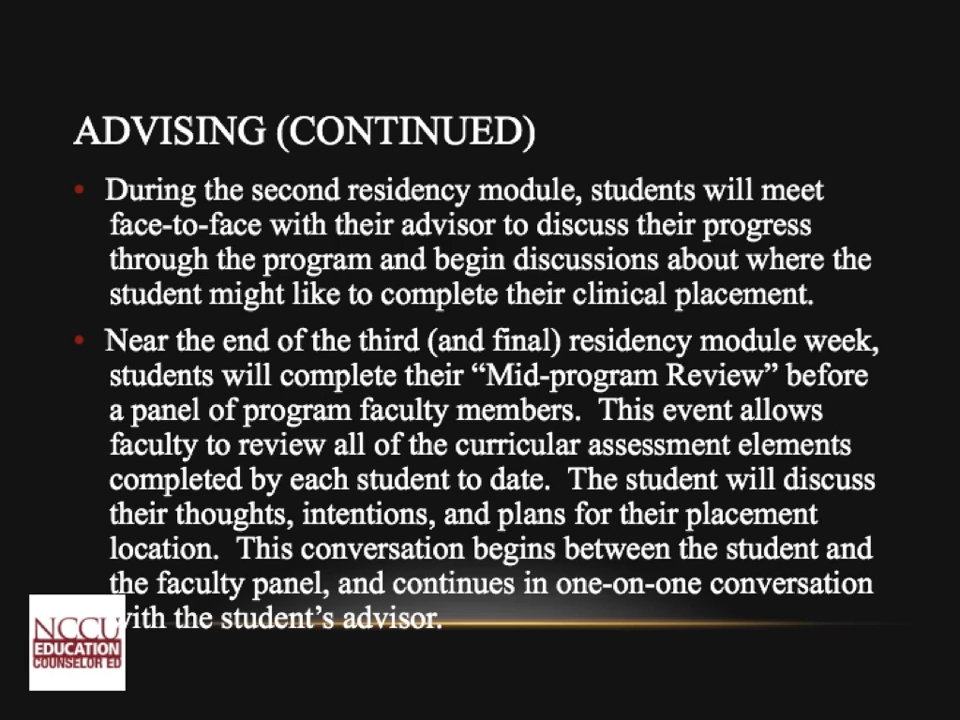 ADVISING (CONTINUED)
• During the second residency module, students will meet
face-to-face with their advisor to discuss their progress
through the program and begin discussions about where the
student might like to complete their clinical placement.
• Near the end of the third (and final) residency module week,
students will complete their “Mid-program Review” before
a panel of program faculty members.  This event allows
faculty to review all of the curricular assessment elements
completed by each student to date.  The student will discuss
their thoughts, intentions, and plans for their placement
location.  This conversation begins between the student and
the faculty panel, and continues in one-on-one conversation
with the student’s advisor.
NCCU
EDUCATION
COUNSELOR ED